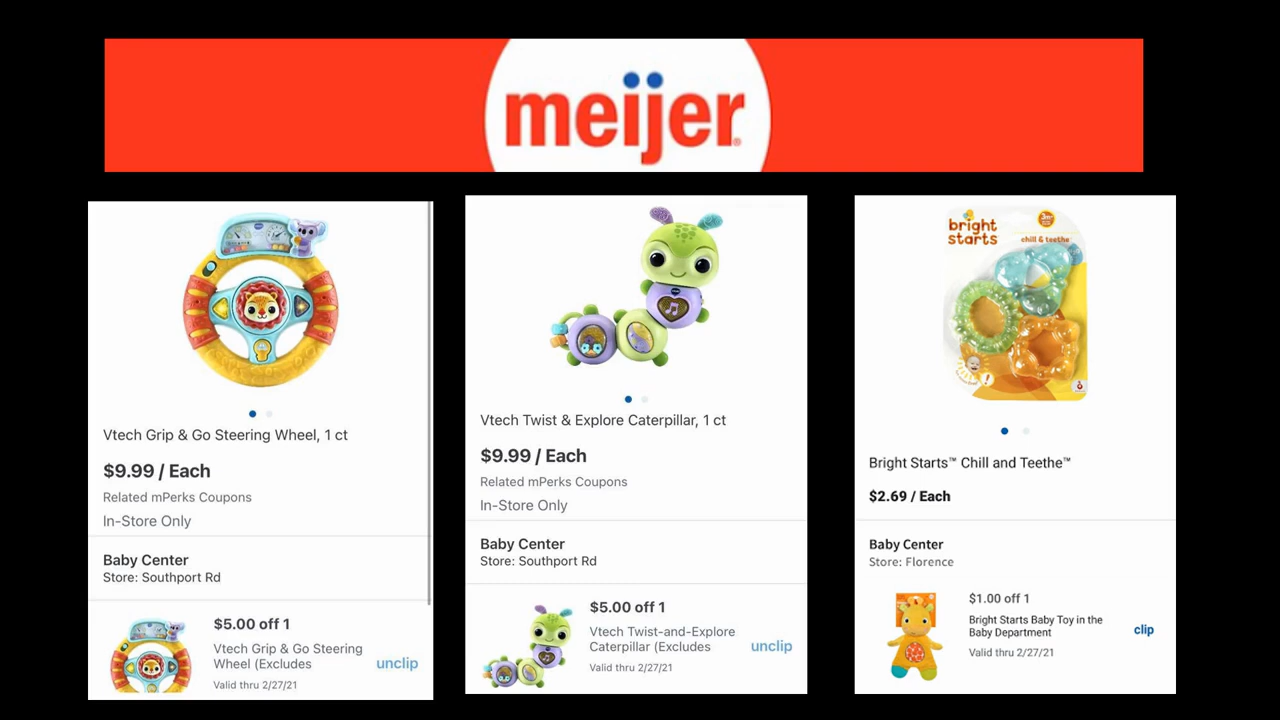 meijer
Vtech Grip & Go Steering Wheel, 1 ct
$9.99 / Each
Related mPerks Coupons
In-Store Only
Baby Center
Store: Southport Rd
$5.00 off 1
Vtech Grip & Go Steering
Wheel (Excludes
unclip
Valid thru 2/27/21
Vtech Twist & Explore Caterpillar, 1 ct
$9.99 / Each
Related mPerks Coupons
In-Store Only
Baby Center
Store: Southport Rd
$5.00 off 1
Vtech Twist-and-Explore
Caterpillar (Excludes
unclip
Valid thru 2/27/21
bright
starts
chill & teethe
Bright Starts™ Chill and Teethe™
$2.69 / Each
Baby Center
Store: Florence
$1.00 off 1
Bright Starts Baby Toy in the
Baby Department
clip
Valid thru 2/27/21